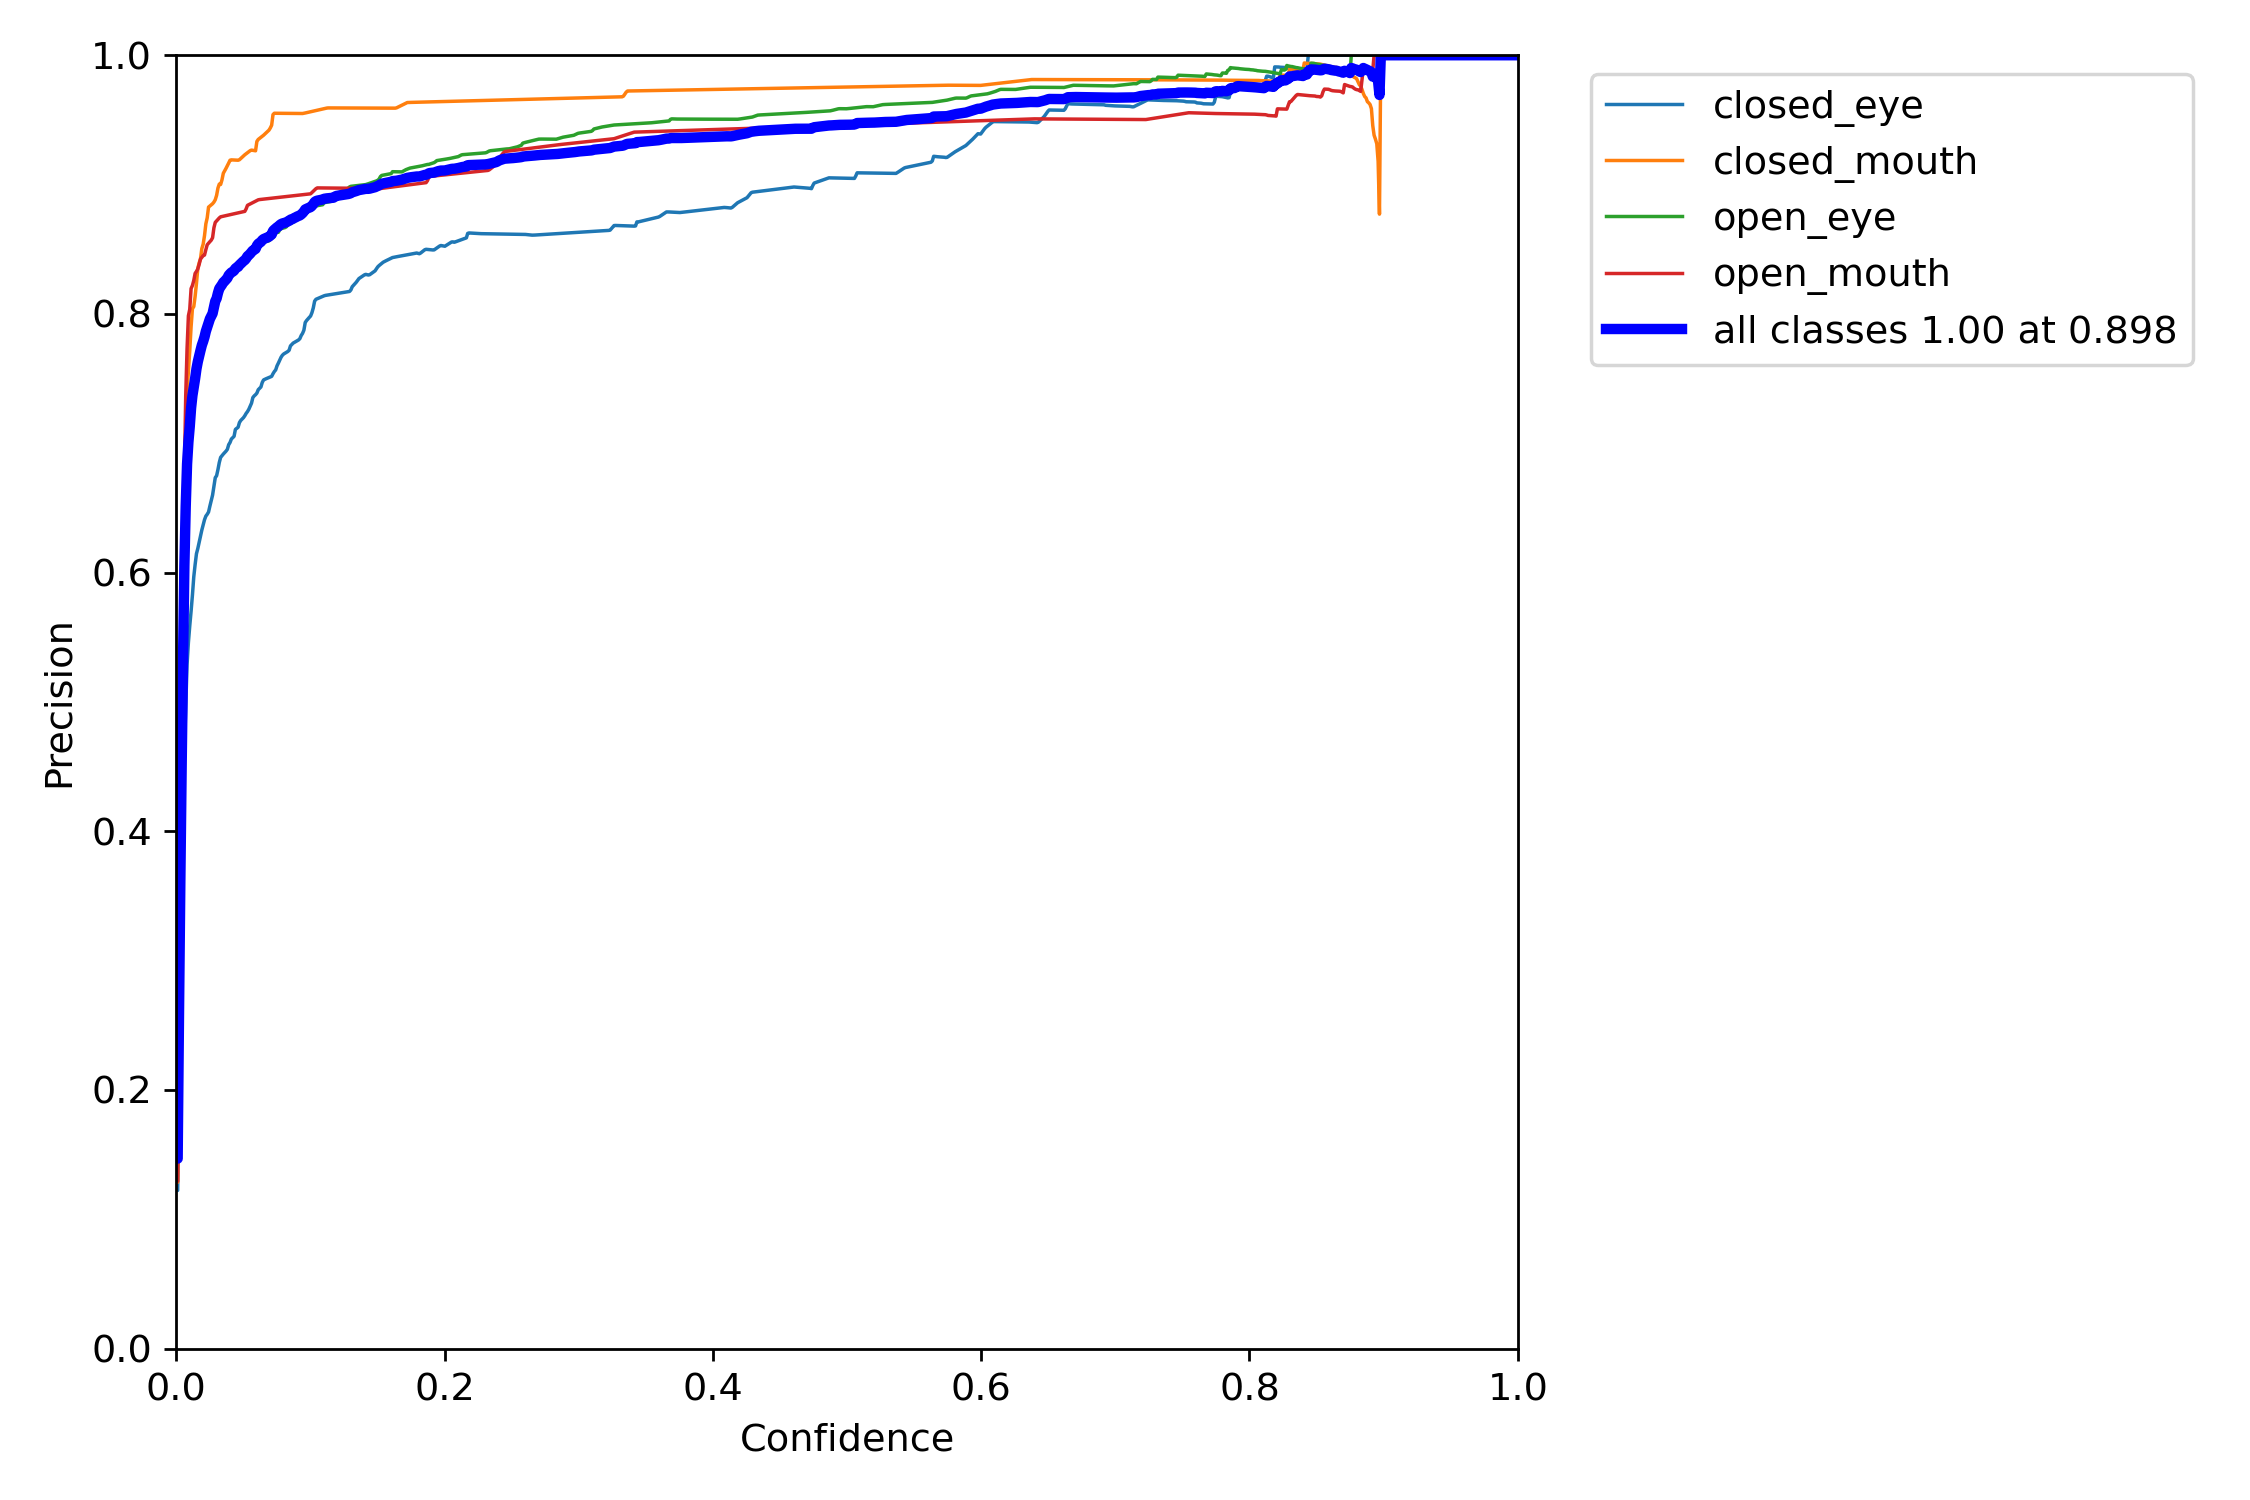 1.0
0.8
0.6
0.4
0.2
0.0
Precision
0.0 0.2 0.4 0.6 0.8 1.0
Confidence
closed_eye
closed_mouth
open_eye
open_mouth
all classes 1.00 at 0.898